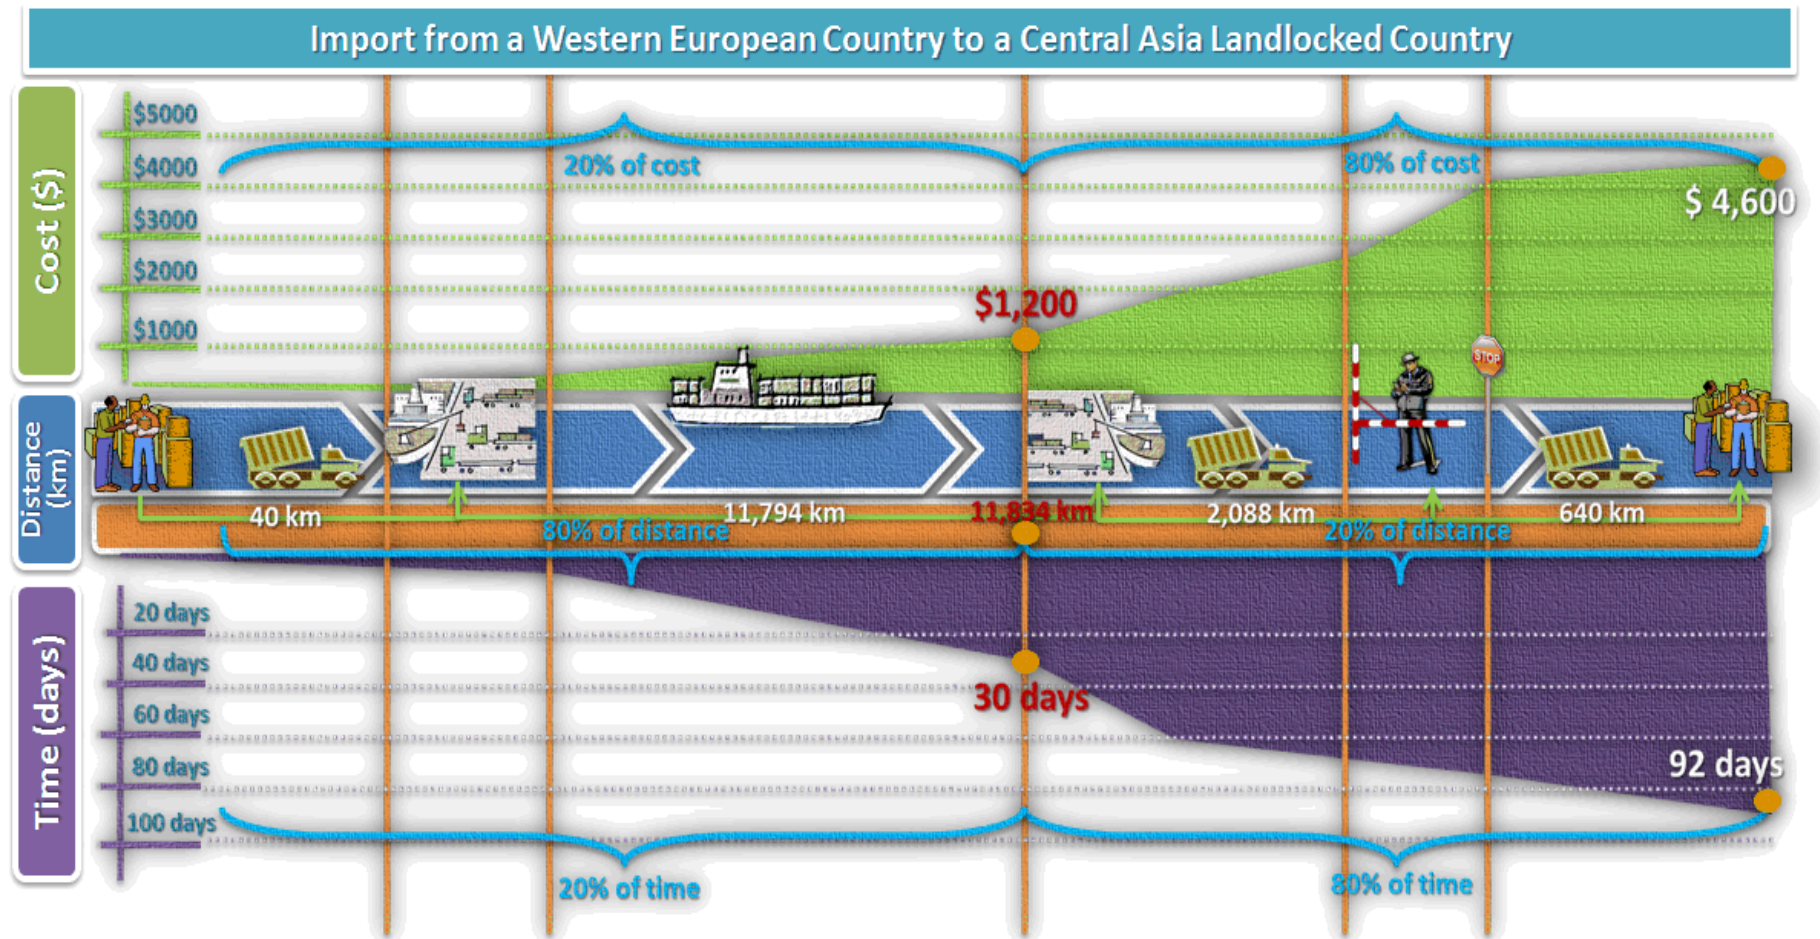 Import from a Western European Country to a Central Asia Landlocked Country
Cost ($)
$5000
$4000
$3000
$2000
$1000
20% of cost
80% of cost
$ 4,600
$1,200
STOP
Distance
(km)
40 km
11,794 km
11,834 km
2,088 km
640 km
80% of distance
20% of distance
Time (days)
20 days
40 days
60 days
80 days
100 days
30 days
92 days
20% of time
80% of time